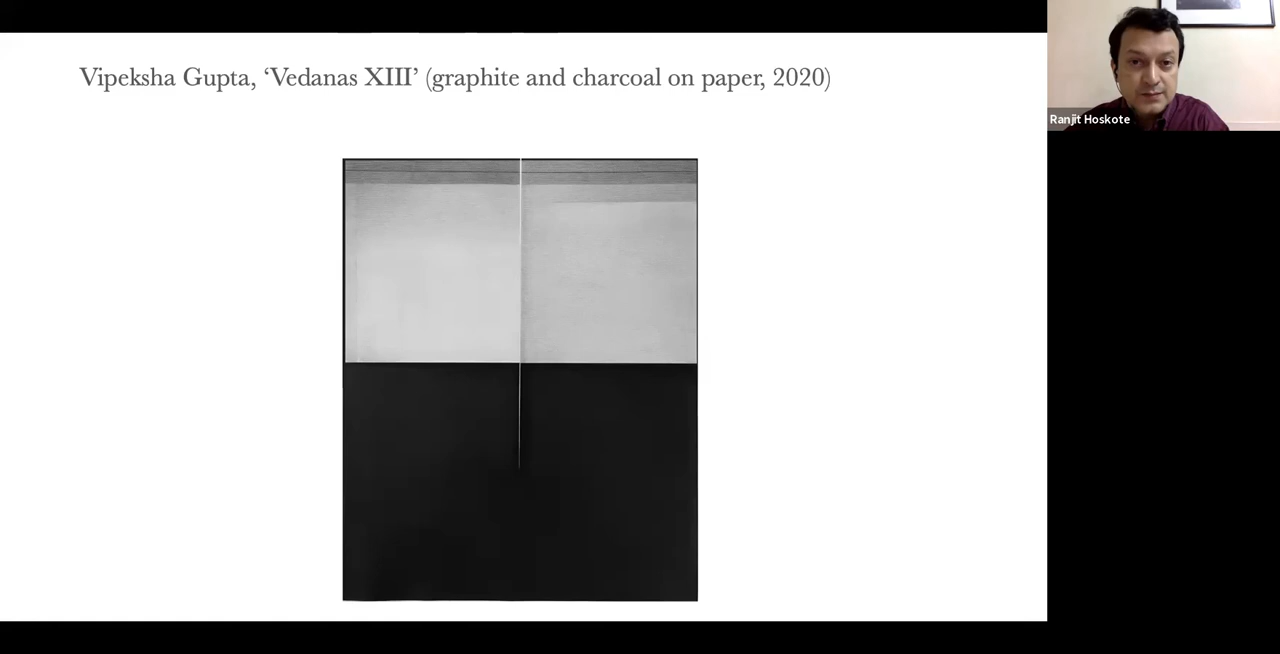 Vipeksha Gupta, ‘Vedanas XIII’ (graphite and charcoal on paper, 2020)
Ranjit Hoskote